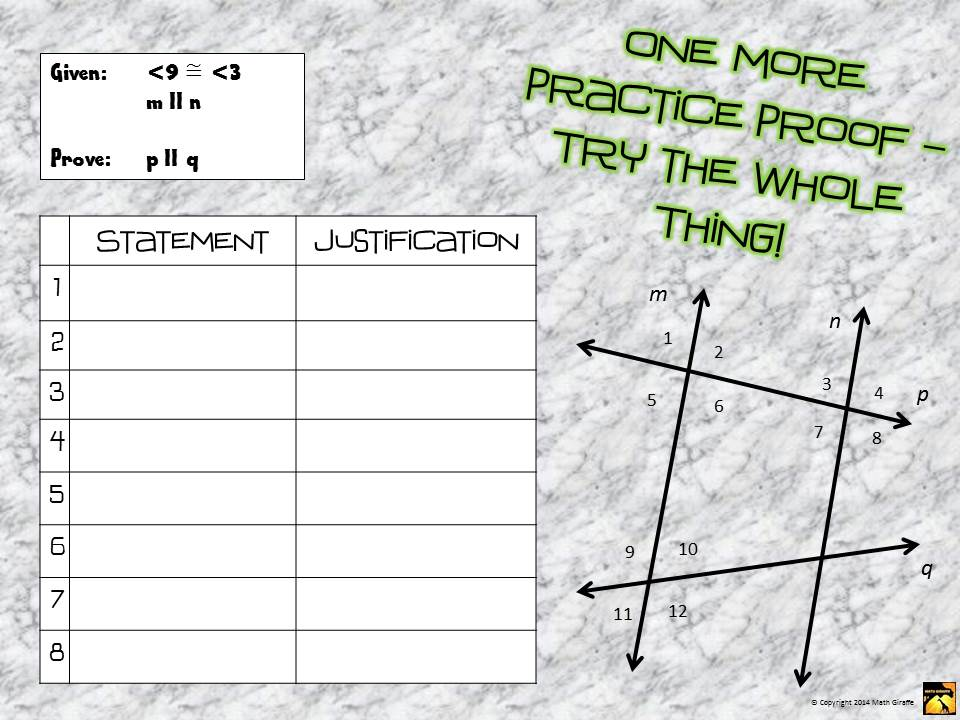 Given: <9 ≅ <3
m || n
Prove: p || q
One More
Practice Proof –
Try the Whole
Thing!
Statement Justification
1
2
3
4
5
6
7
8
m
n
1
2
3
4
p
5
6
7
8
9
10
q
11
12
© Copyright 2014 Math Giraffe
MATH GIRAFFE